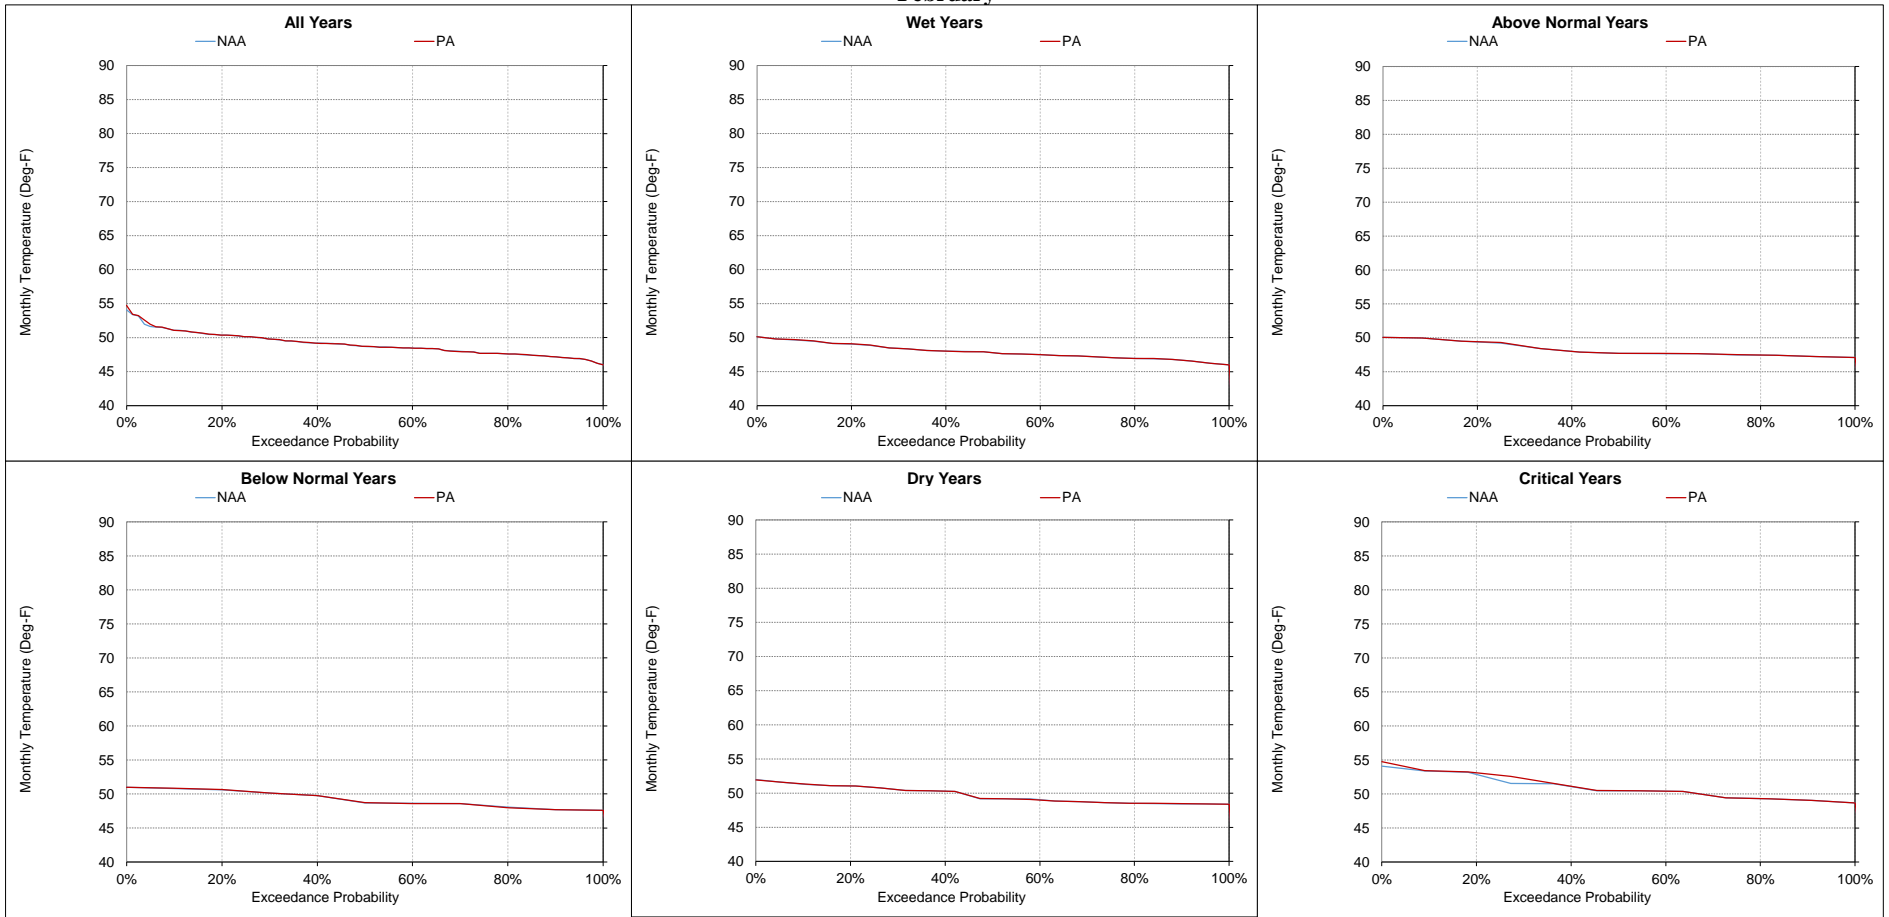 February
All Years
NAA PA
Monthly Temperature (Deg-F)
90
85
80
75
70
65
60
55
50
45
40
0% 20% 40% 60% 80% 100%
Exceedance Probability
Wet Years
NAA PA
Monthly Temperature (Deg-F)
90
85
80
75
70
65
60
55
50
45
40
0% 20% 40% 60% 80% 100%
Exceedance Probability
Above Normal Years
NAA PA
Monthly Temperature (Deg-F)
90
85
80
75
70
65
60
55
50
45
40
0% 20% 40% 60% 80% 100%
Exceedance Probability
Below Normal Years
NAA PA
Monthly Temperature (Deg-F)
90
85
80
75
70
65
60
55
50
45
40
0% 20% 40% 60% 80% 100%
Exceedance Probability
Dry Years
NAA PA
Monthly Temperature (Deg-F)
90
85
80
75
70
65
60
55
50
45
40
0% 20% 40% 60% 80% 100%
Exceedance Probability
Critical Years
NAA PA
Monthly Temperature (Deg-F)
90
85
80
75
70
65
60
55
50
45
40
0% 20% 40% 60% 80% 100%
Exceedance Probability